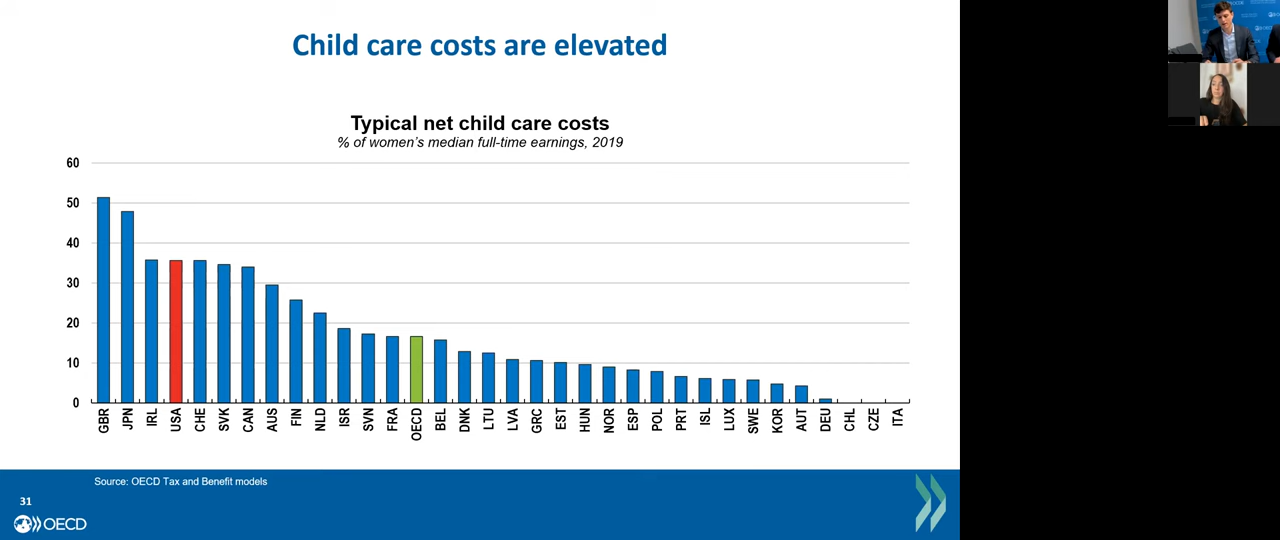 Child care costs are elevated
Typical net child care costs
% of women's median full-time earnings, 2019
60
50
40
30
20
10
0
GBR JPN IRL USA CHE SVK CAN AUS FIN NLD ISR SVN FRA OECD BEL DNK LTU LVA GRC EST HUN NOR ESP POL PRT ISL LUX SWE KOR AUT DEU CHL CZE ITA
Source: OECD Tax and Benefit models
31
OECD